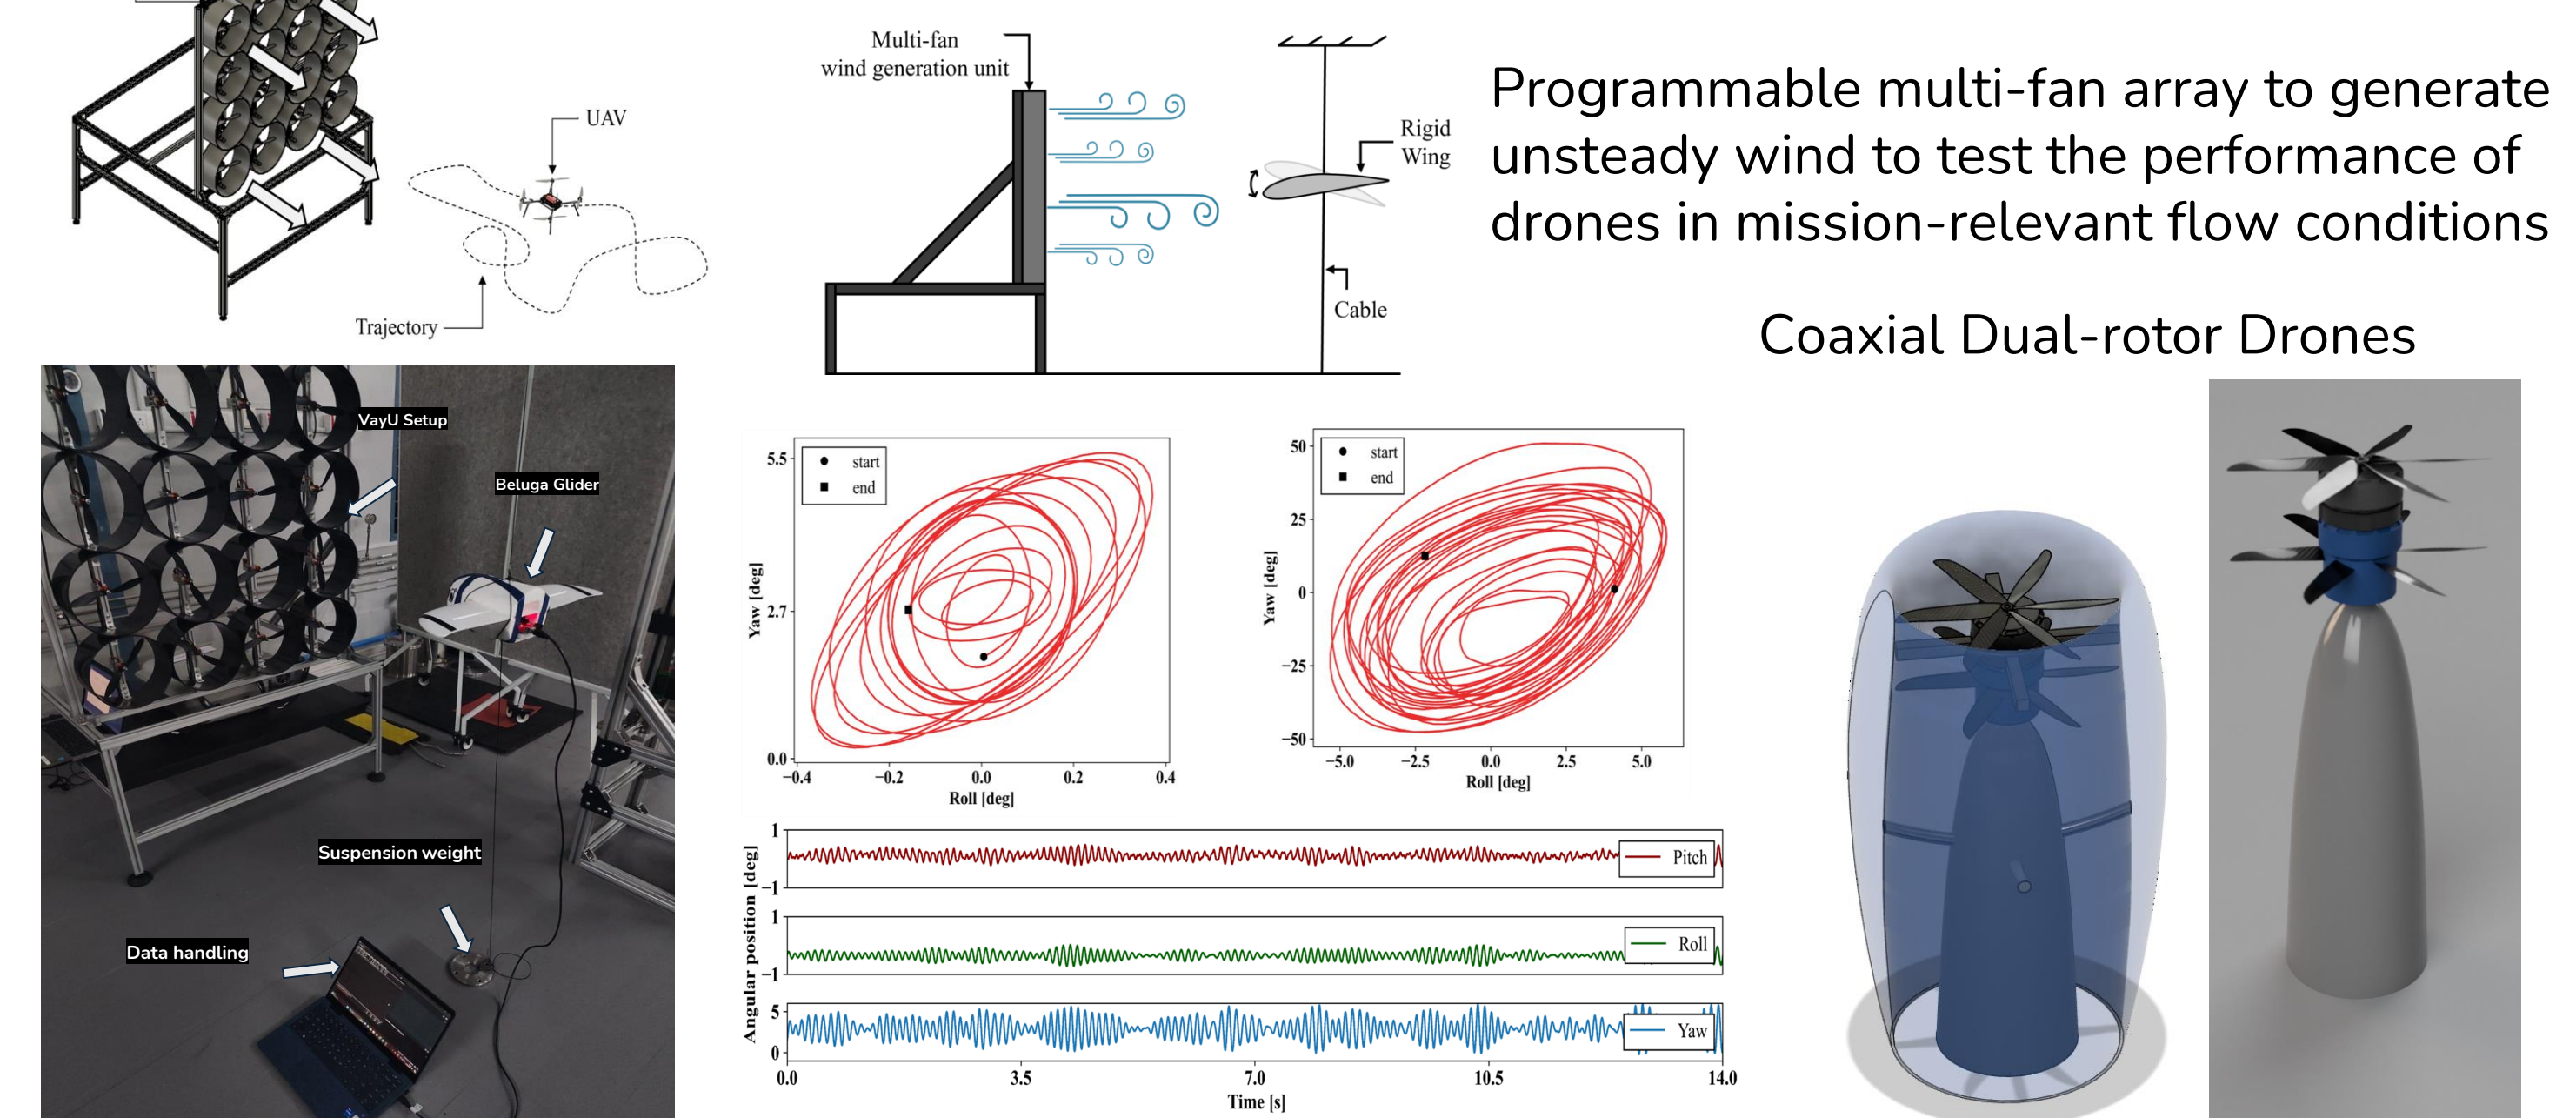 UAV
Trajectory
Multi-fan
wind generation unit
Rigid
Wing
Cable
Programmable multi-fan array to generate
unsteady wind to test the performance of
drones in mission-relevant flow conditions
Coaxial Dual-rotor Drones
VayU Setup
Beluga Glider
Suspension weight
Data handling
start
end
5.5
2.7
0.0
Yaw [deg]
−0.4 −0.2 0.0 0.2 0.4
Roll [deg]
start
end
50
25
0
−25
−50
Yaw [deg]
−5.0 −2.5 0.0 2.5 5.0
Roll [deg]
Angular position [deg]
1
−1
Pitch
1
−1
Roll
5
0
Yaw
0.0 3.5 7.0 10.5 14.0
Time [s]